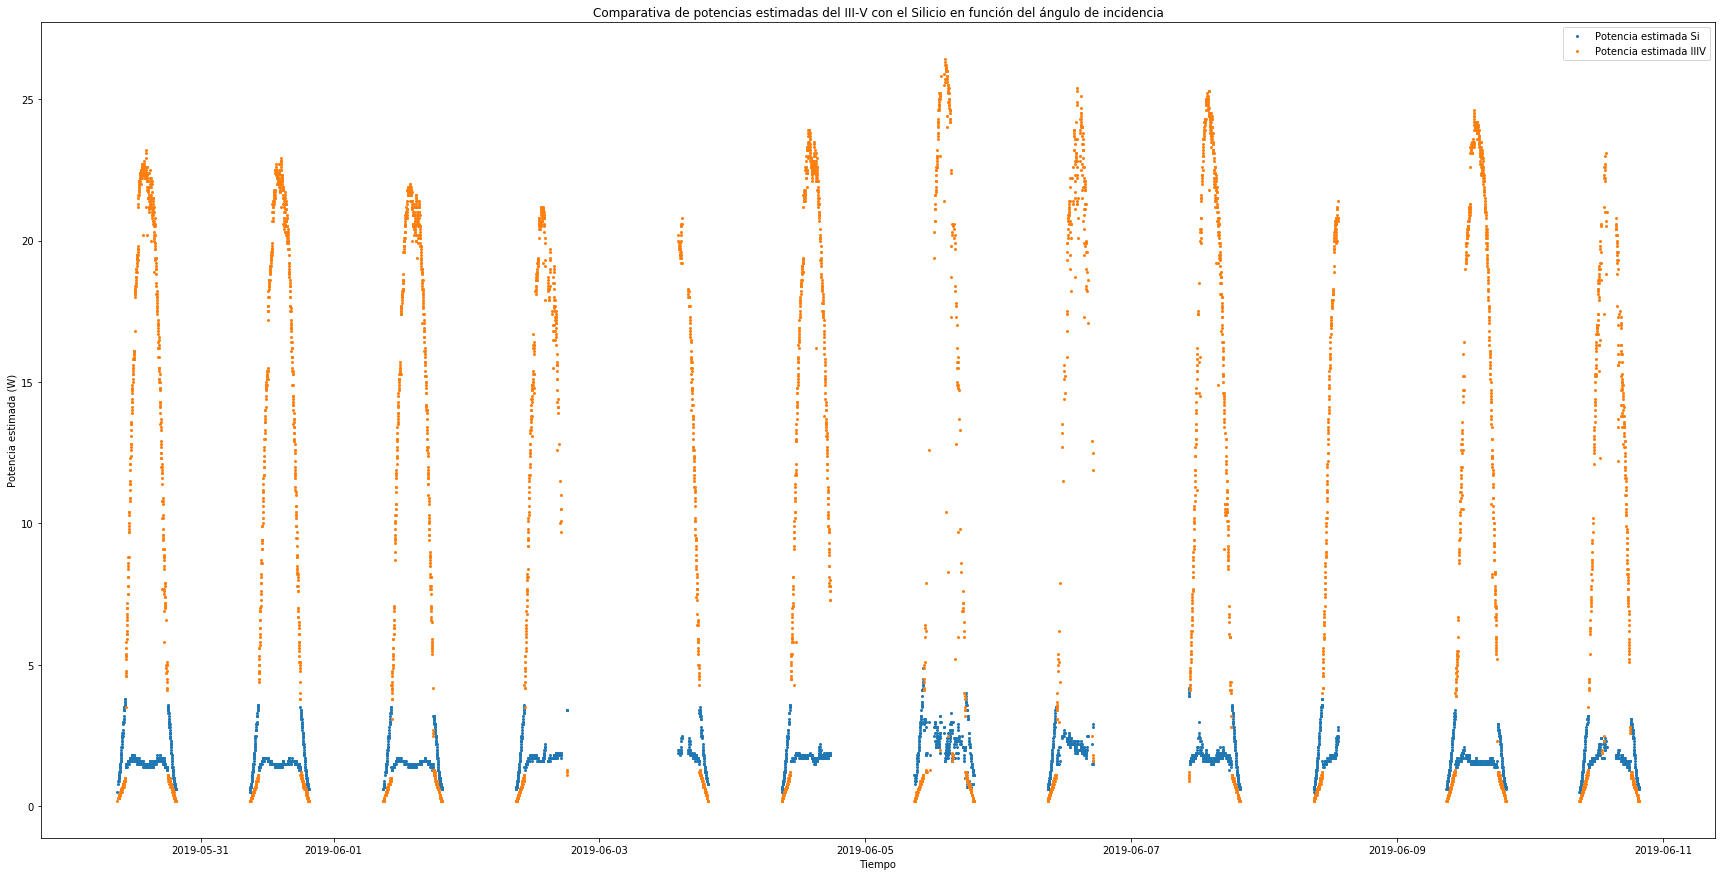 Comparativa de potencias estimadas del III-V con el Silicio en función del ángulo de incidencia
Potencia estimada Si
Potencia estimada IIIV
Potencia estimada (W)
25
20
15
10
5
0
2019-05-31 2019-06-01 2019-06-03 2019-06-05 2019-06-07 2019-06-09 2019-06-11
Tiempo